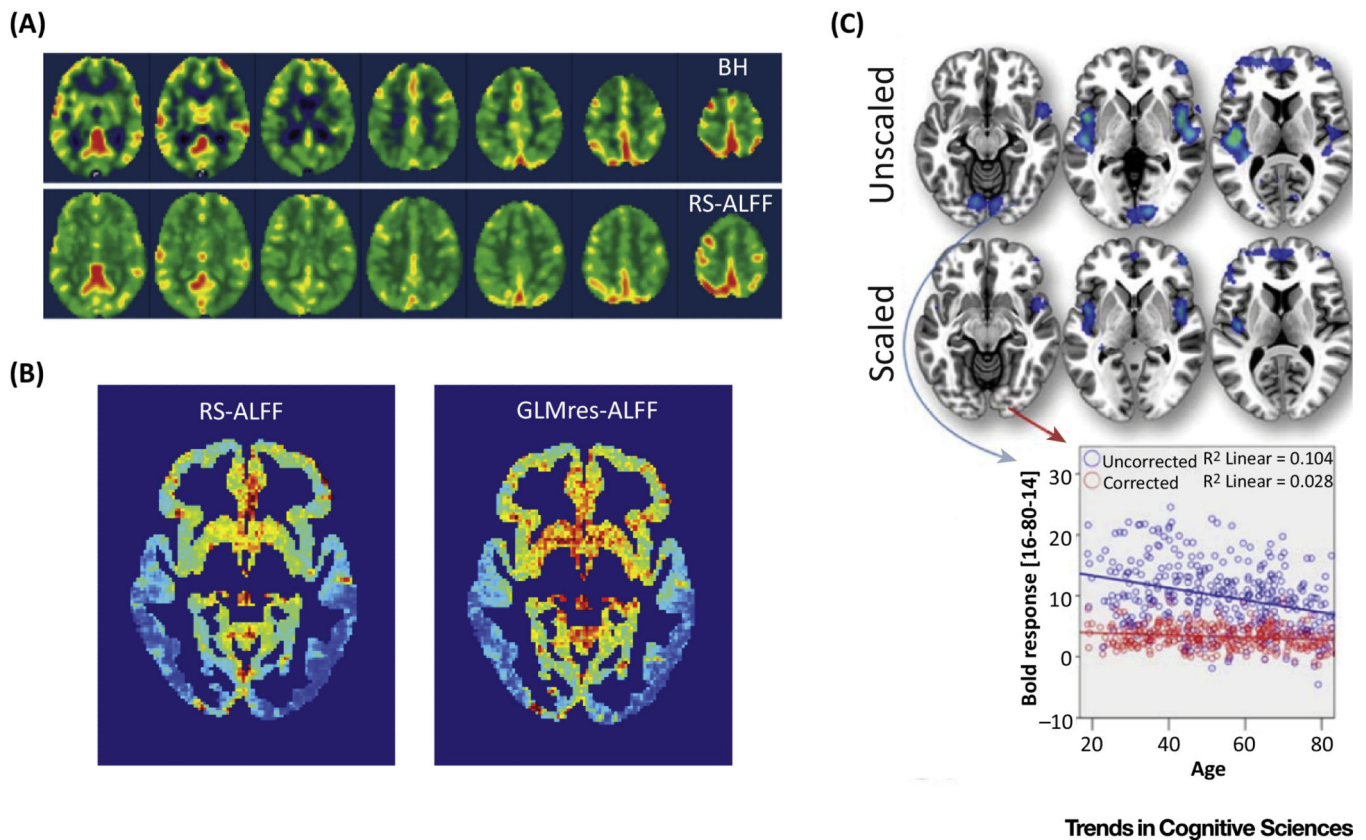 (A)
BH
RS-ALFF
(B)
RS-ALFF
GLMres-ALFF
(C)
Unscaled
Scaled
Uncorrected R² Linear = 0.104
Corrected R² Linear = 0.028
Bold response [16-80-14]
30
20
10
0
–10
20 40 60 80
Age
Trends in Cognitive Sciences